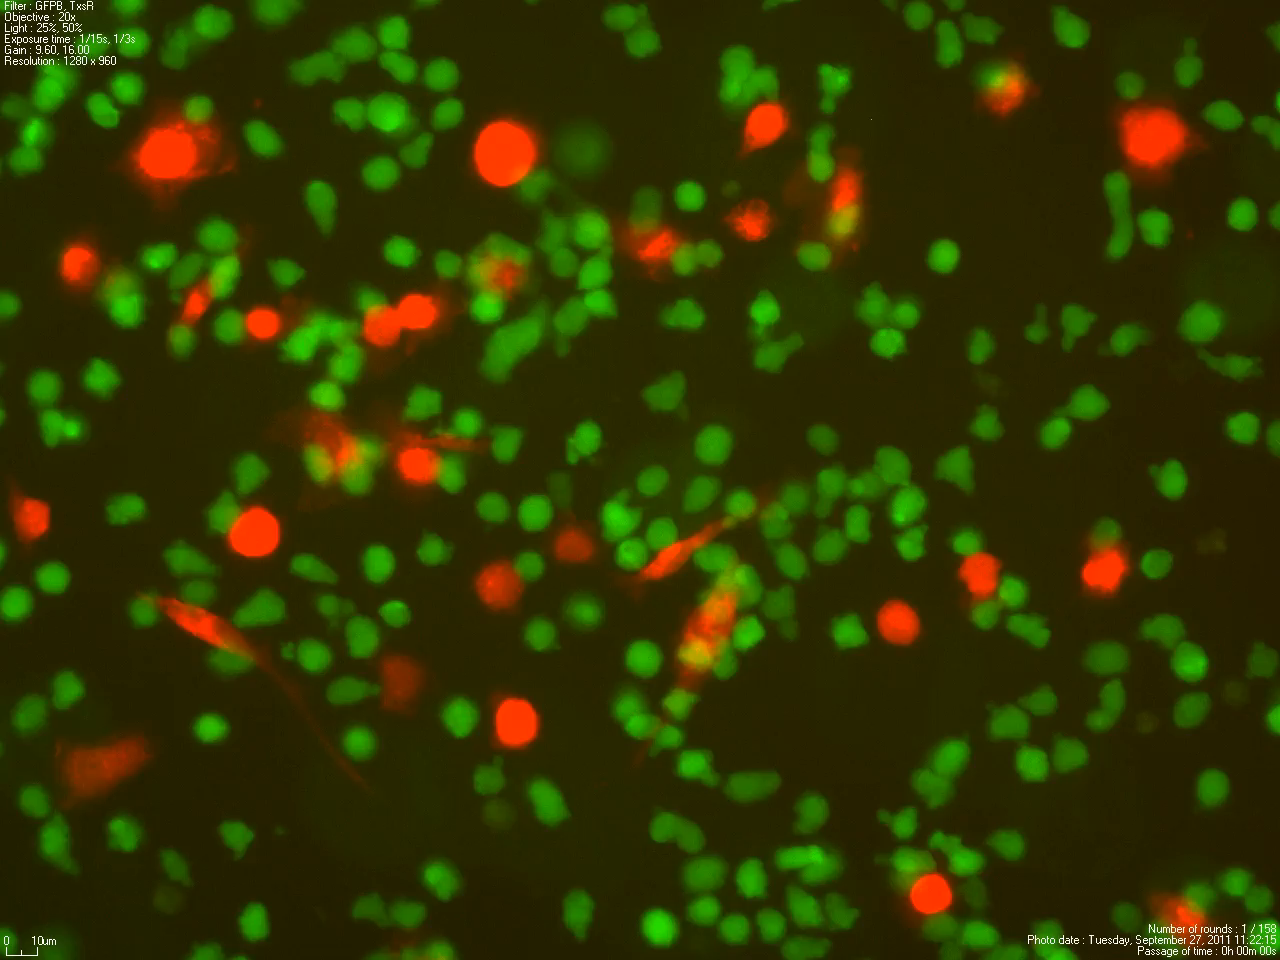 Filter : GFPB, TxsR
Objective : 20x
Light : 25%, 50%
Exposure time : 1/15s, 1/3s
Gain : 9.60, 16.00
Resolution : 1280 x 960
0 10um
Number of rounds : 1 / 158
Photo date : Tuesday, September 27, 2011 11:22:15
Passage of time : 0h 00m 00s